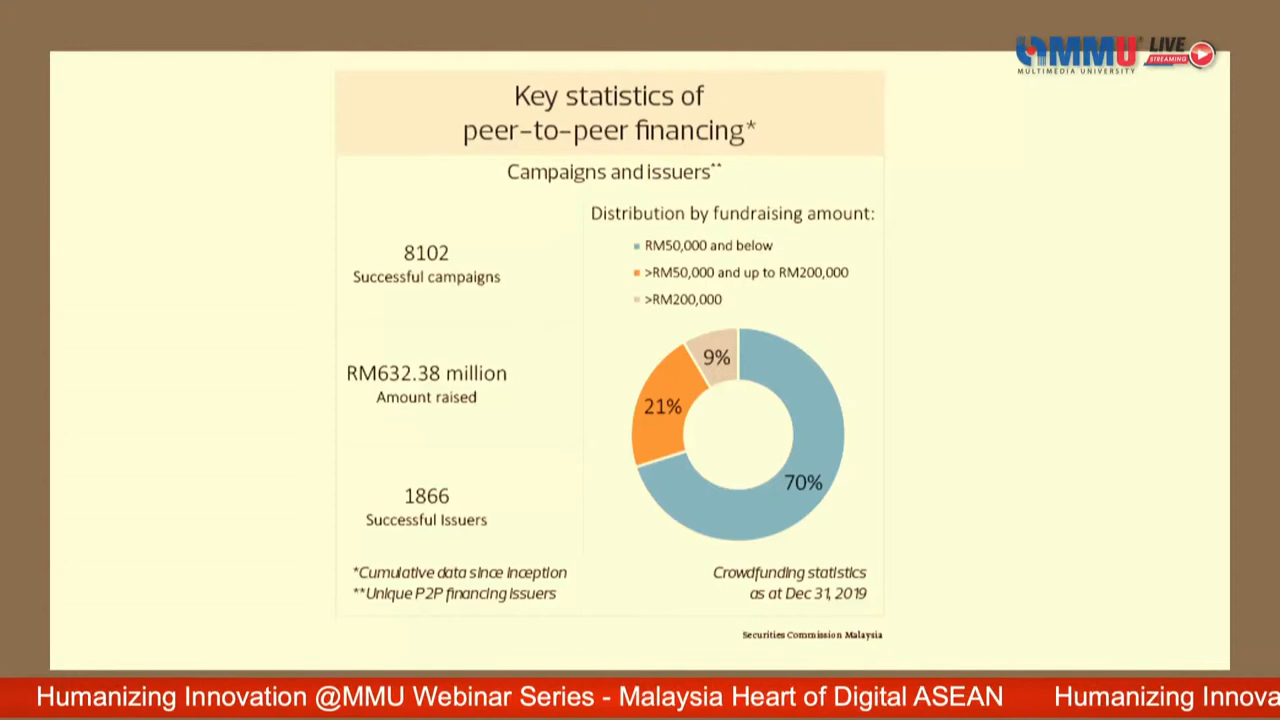 MMU
MULTIMEDIA UNIVERSITY
LIVE
STREAMING
Key statistics of
peer-to-peer financing*
Campaigns and issuers**
8102
Successful campaigns
RM632.38 million
Amount raised
1866
Successful Issuers
Distribution by fundraising amount:
RM50,000 and below
>RM50,000 and up to RM200,000
>RM200,000
9%
21%
70%
*Cumulative data since inception
**Unique P2P financing issuers
Crowdfunding statistics
as at Dec 31, 2019
Securities Commission Malaysia
Humanizing Innovation @MMU Webinar Series - Malaysia Heart of Digital ASEAN Humanizing Innova